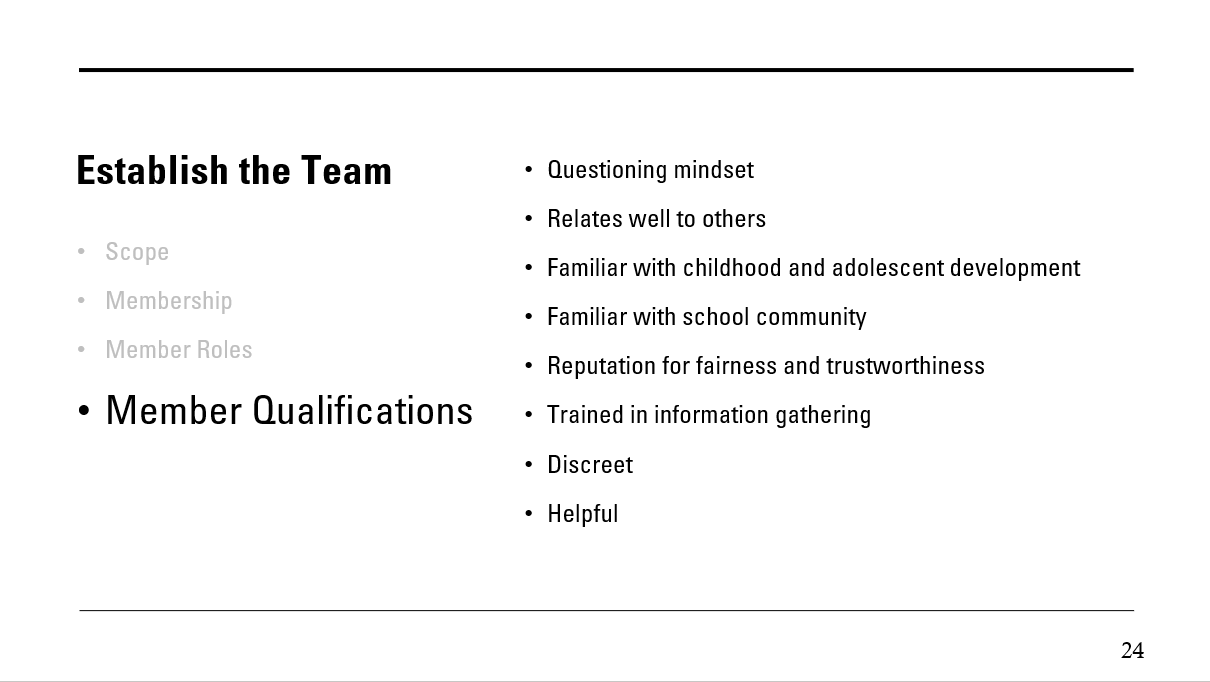 Establish the Team
• Scope
• Membership
• Member Roles
• Member Qualifications
• Questioning mindset
• Relates well to others
• Familiar with childhood and adolescent development
• Familiar with school community
• Reputation for fairness and trustworthiness
• Trained in information gathering
• Discreet
• Helpful
24